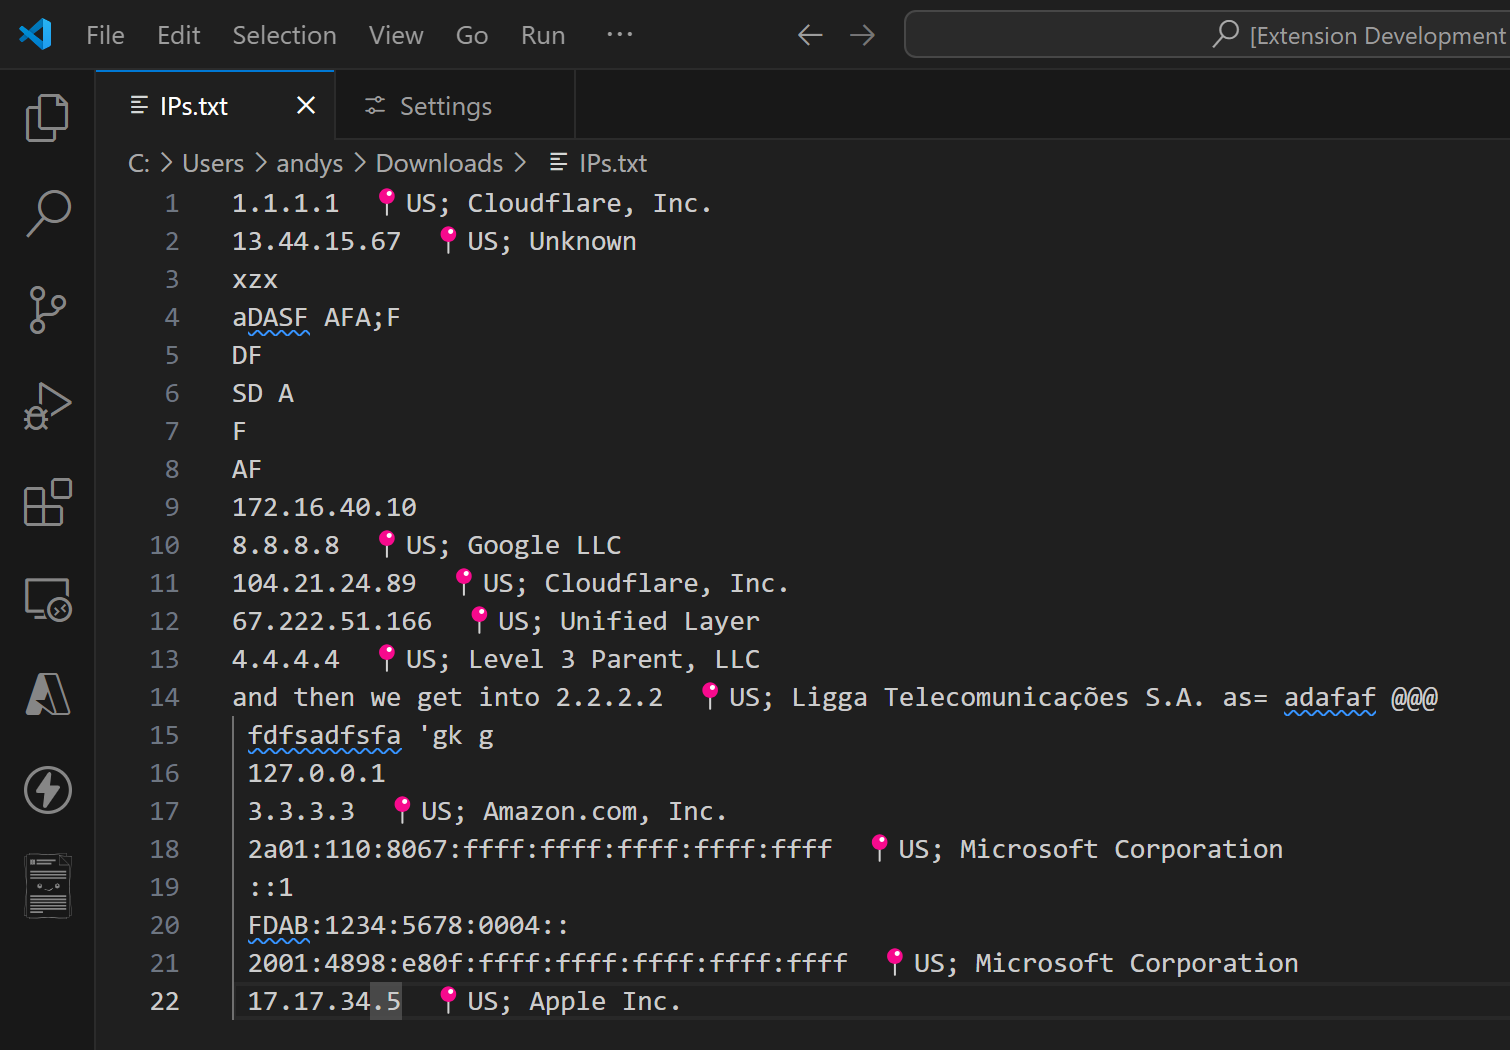 File Edit Selection View Go Run ··· [Extension Development
IPs.txt Settings
C: > Users > andys > Downloads > IPs.txt
1 1.1.1.1 US; Cloudflare, Inc.
2 13.44.15.67 US; Unknown
3 xzx
4 aDASF AFA;F
5 DF
6 SD A
7 F
8 AF
9 172.16.40.10
10 8.8.8.8 US; Google LLC
11 104.21.24.89 US; Cloudflare, Inc.
12 67.222.51.166 US; Unified Layer
13 4.4.4.4 US; Level 3 Parent, LLC
14 and then we get into 2.2.2.2 US; Ligga Telecomunicações S.A. as= adafaf @@@
15 fdfsadfsfa 'gk g
16 127.0.0.1
17 3.3.3.3 US; Amazon.com, Inc.
18 2a01:110:8067:ffff:ffff:ffff:ffff:ffff US; Microsoft Corporation
19 ::1
20 FDAB:1234:5678:0004::
21 2001:4898:e80f:ffff:ffff:ffff:ffff:ffff US; Microsoft Corporation
22 17.17.34.5 US; Apple Inc.